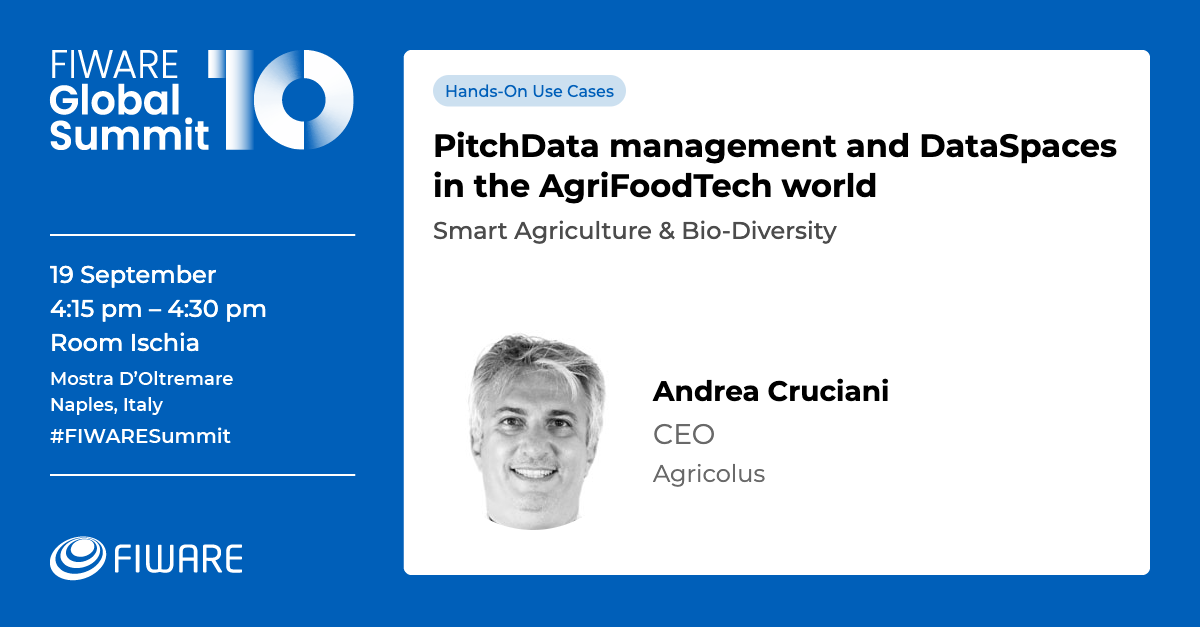 FIWARE
Global
Summit
10
19 September
4:15 pm – 4:30 pm
Room Ischia
Mostra D’Oltremare
Naples, Italy
#FIWARESummit
FIWARE
Hands-On Use Cases
PitchData management and DataSpaces
in the AgriFoodTech world
Smart Agriculture & Bio-Diversity
Andrea Cruciani
CEO
Agricolus